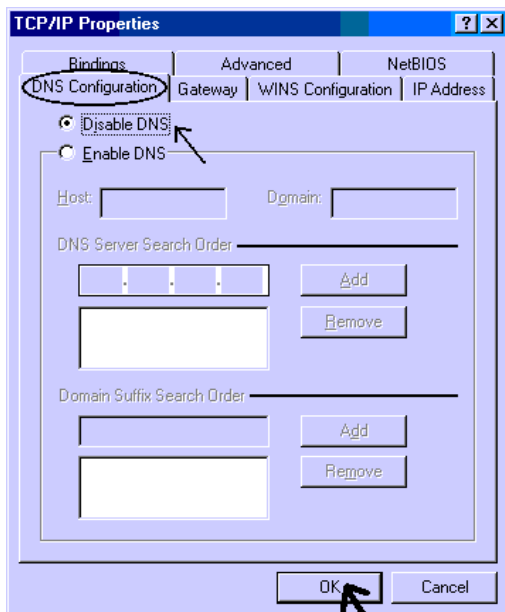 TCP/IP Properties
Bindings Advanced NetBIOS
DNS Configuration Gateway WINS Configuration IP Address
Disable DNS
Enable DNS
Host: Domain:
DNS Server Search Order
Add
Remove
Domain Suffix Search Order
Add
Remove
OK Cancel